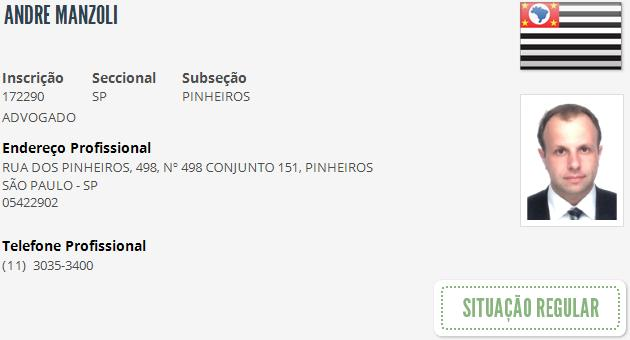 ANDRE MANZOLI
Inscrição Seccional Subseção
172290 SP PINHEIROS
ADVOGADO
Endereço Profissional
RUA DOS PINHEIROS, 498, Nº 498 CONJUNTO 151, PINHEIROS
SÃO PAULO - SP
05422902
Telefone Profissional
(11) 3035-3400
SITUAÇÃO REGULAR